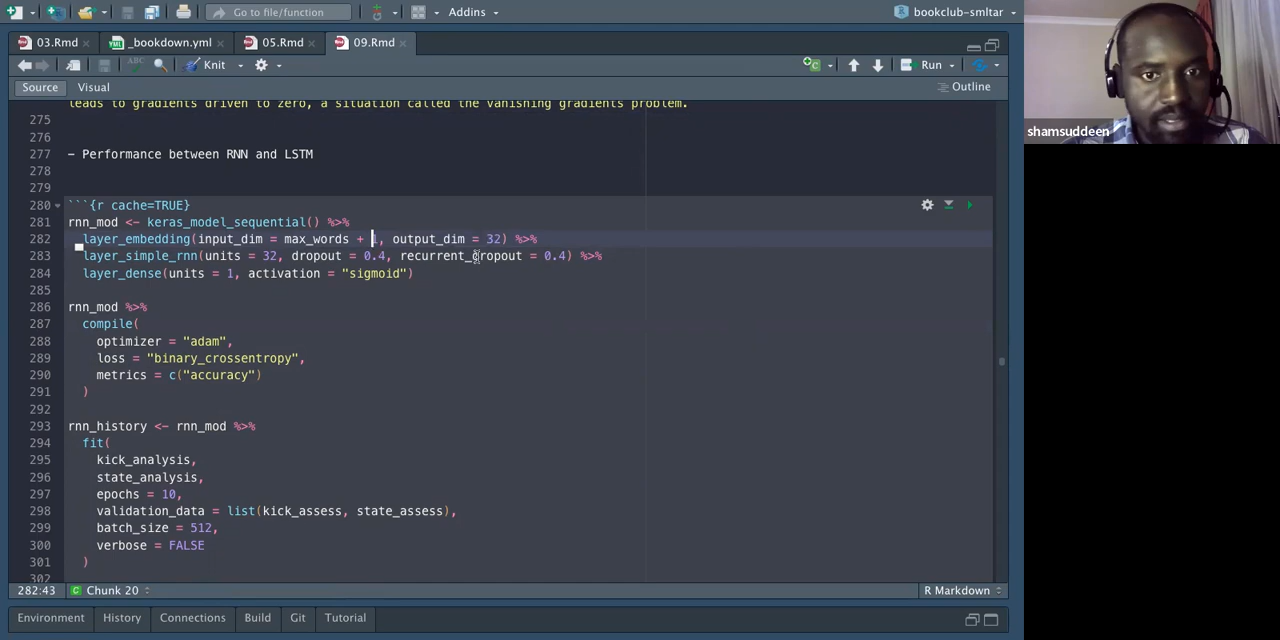 Go to file/function
Addins
bookclub-smltar
03.Rmd
_bookdown.yml
05.Rmd
09.Rmd
ABC
Knit
Run
Source
Visual
Outline
leads to gradients driven to zero, a situation called the vanishing gradients problem.
275
276
277 - Performance between RNN and LSTM
278
279
280 ```{r cache=TRUE}
281 rnn_mod <- keras_model_sequential() %>%
282 layer_embedding(input_dim = max_words + 1, output_dim = 32) %>%
283 layer_simple_rnn(units = 32, dropout = 0.4, recurrent_dropout = 0.4) %>%
284 layer_dense(units = 1, activation = "sigmoid")
285
286 rnn_mod %>%
287 compile(
288 optimizer = "adam",
289 loss = "binary_crossentropy",
290 metrics = c("accuracy")
291 )
292
293 rnn_history <- rnn_mod %>%
294 fit(
295 kick_analysis,
296 state_analysis,
297 epochs = 10,
298 validation_data = list(kick_assess, state_assess),
299 batch_size = 512,
300 verbose = FALSE
301 )
302
282:43
C Chunk 20
R Markdown
Environment
History
Connections
Build
Git
Tutorial
shamsuddeen